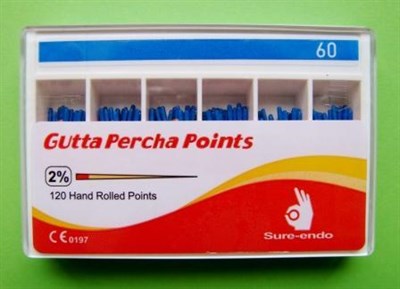 60
Gutta Percha Points
2%
120 Hand Rolled Points
CE 0197
Sure-endo